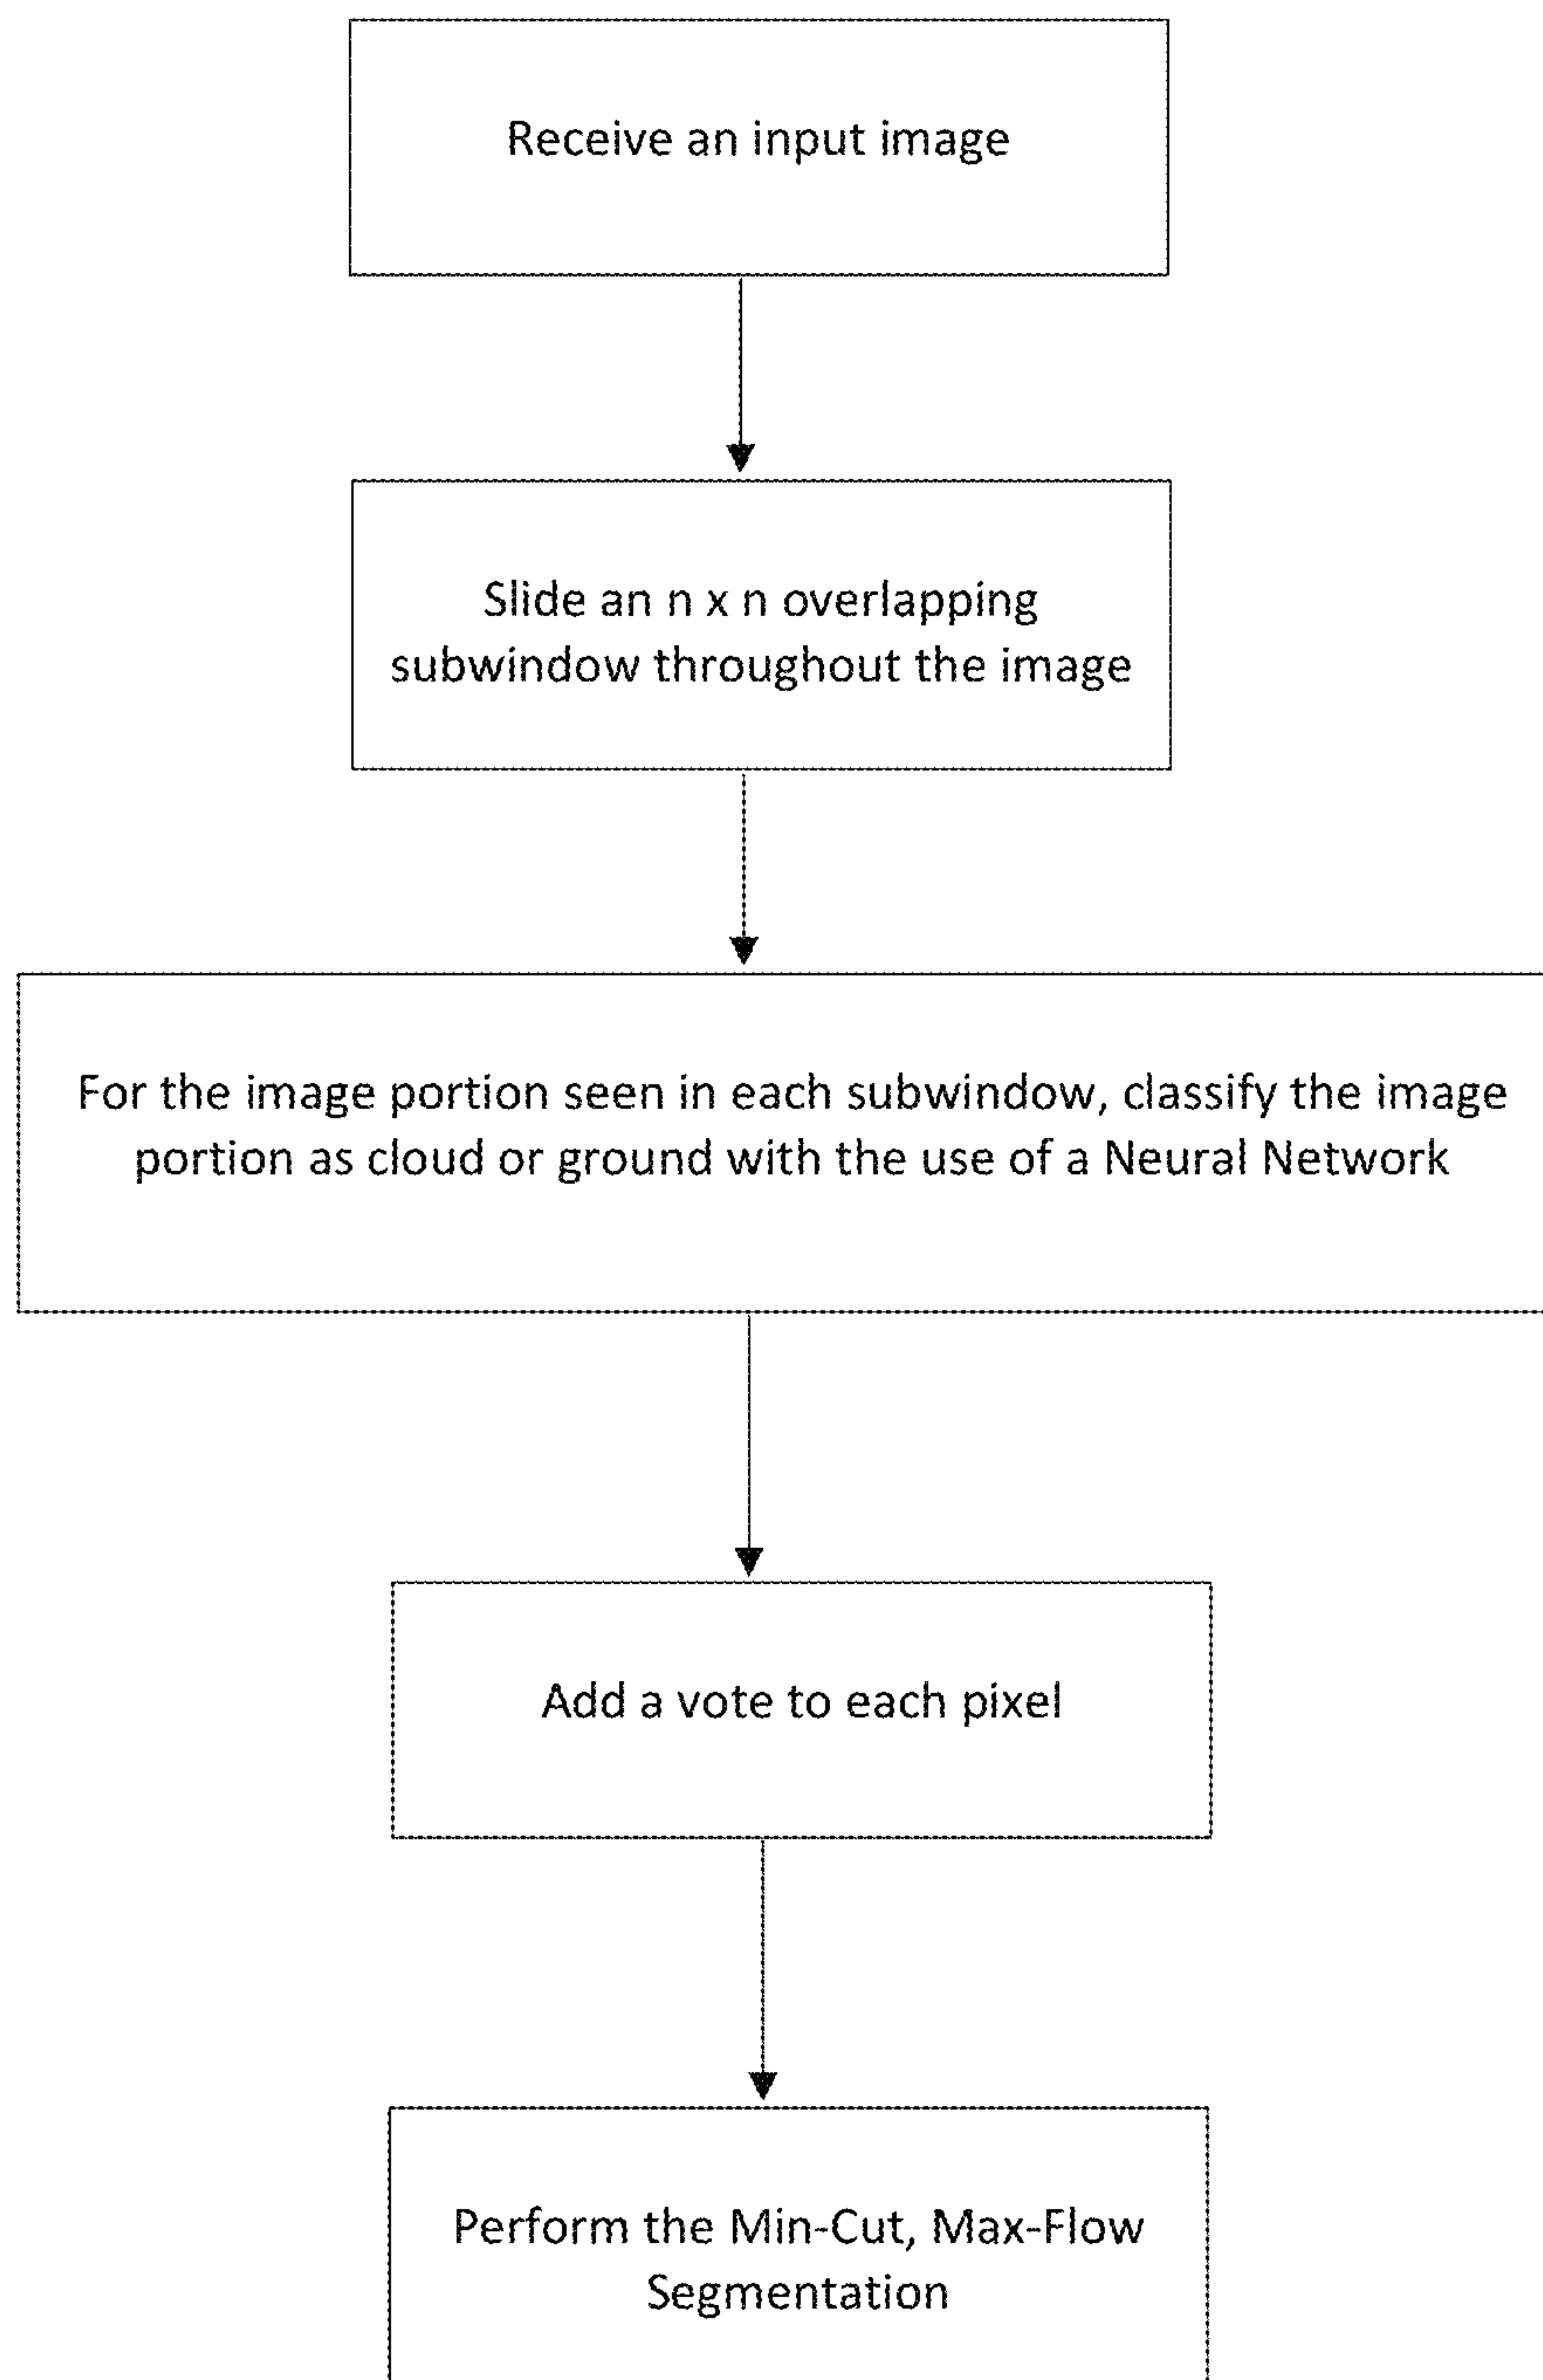 Receive an input image
Slide an n x n overlapping
subwindow throughout the image
For the image portion seen in each subwindow, classify the image
portion as cloud or ground with the use of a Neural Network
Add a vote to each pixel
Perform the Min-Cut, Max-Flow
Segmentation